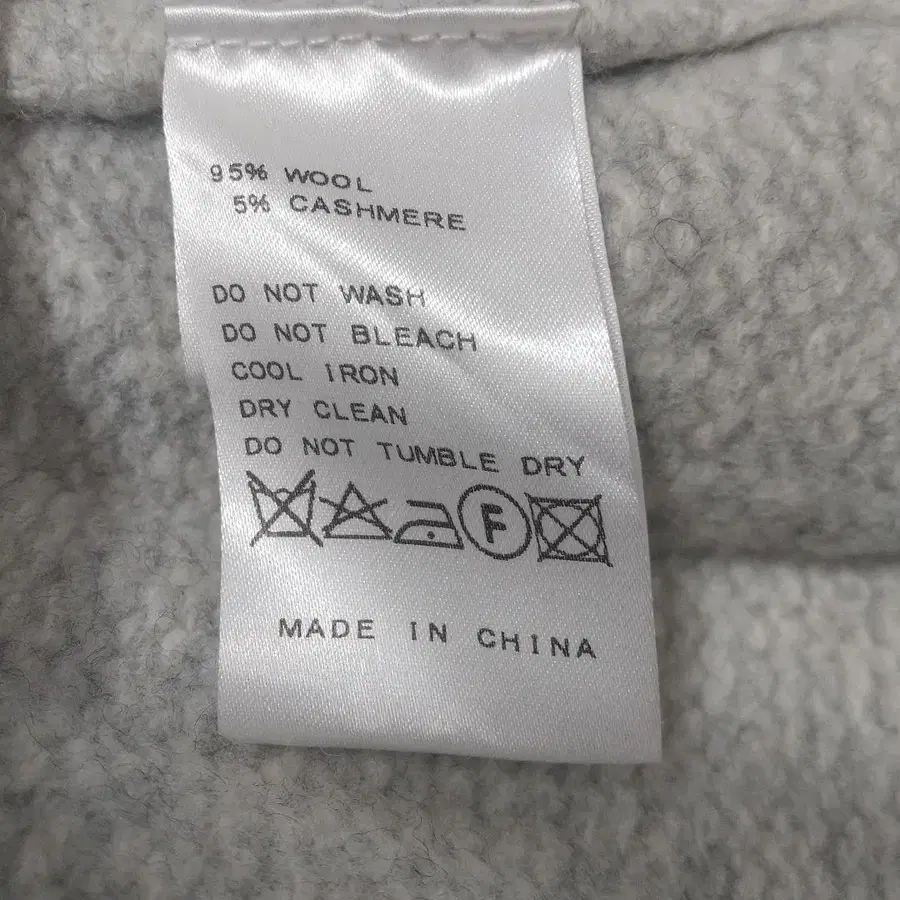 95% WOOL
5% CASHMERE
DO NOT WASH
DO NOT BLEACH
COOL IRON
DRY CLEAN
DO NOT TUMBLE DRY
F
MADE IN CHINA